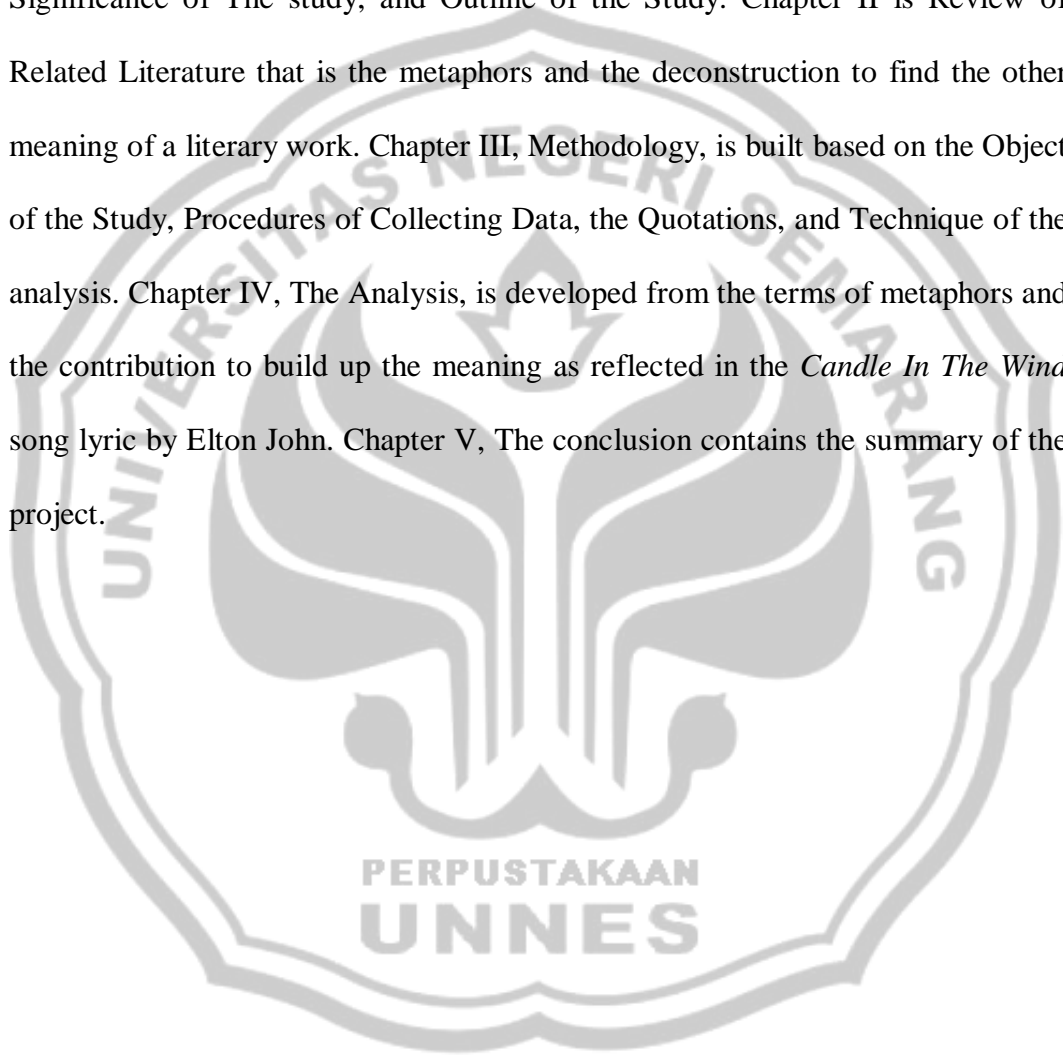 Significance of The study, and Outline of the Study. Chapter II is Review of
Related Literature that is the metaphors and the deconstruction to find the other
meaning of a literary work. Chapter III, Methodology, is built based on the Object
of the Study, Procedures of Collecting Data, the Quotations, and Technique of the
analysis. Chapter IV, The Analysis, is developed from the terms of metaphors and
the contribution to build up the meaning as reflected in the Candle In The Wind
song lyric by Elton John. Chapter V, The conclusion contains the summary of the
project.
UNIVERSITAS NEGERI SEMARANG
PERPUSTAKAAN
UNNES